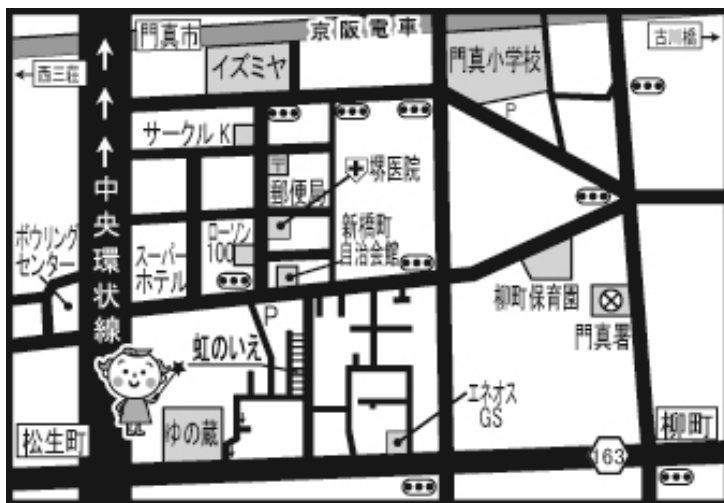 門真市
京阪電車
古川橋
西三荘
イズミヤ
門真小学校
P
サークルK
〒
郵便局
堺医院
中央環状線
ボウリング
センター
スーパー
ホテル
ローソン
100
新橋町
自治会館
柳町保育園
門真署
P
虹のいえ
エネオス
GS
松生町
ゆの蔵
163
柳町